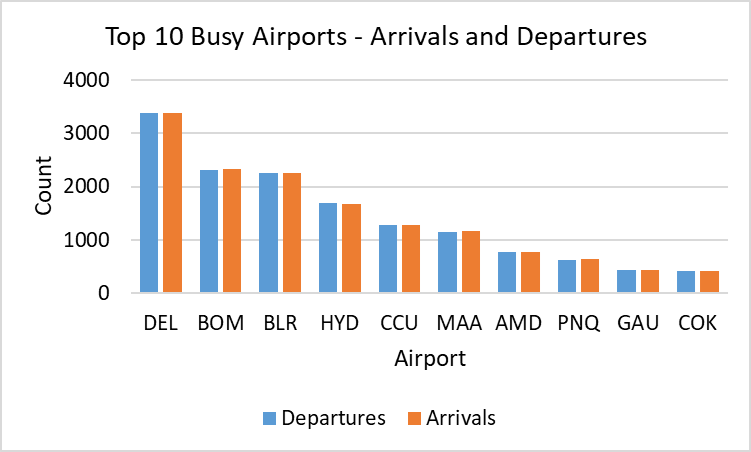 Top 10 Busy Airports - Arrivals and Departures
4000
3000
2000
1000
0
Count
DEL BOM BLR HYD CCU MAA AMD PNQ GAU COK
Airport
Departures Arrivals